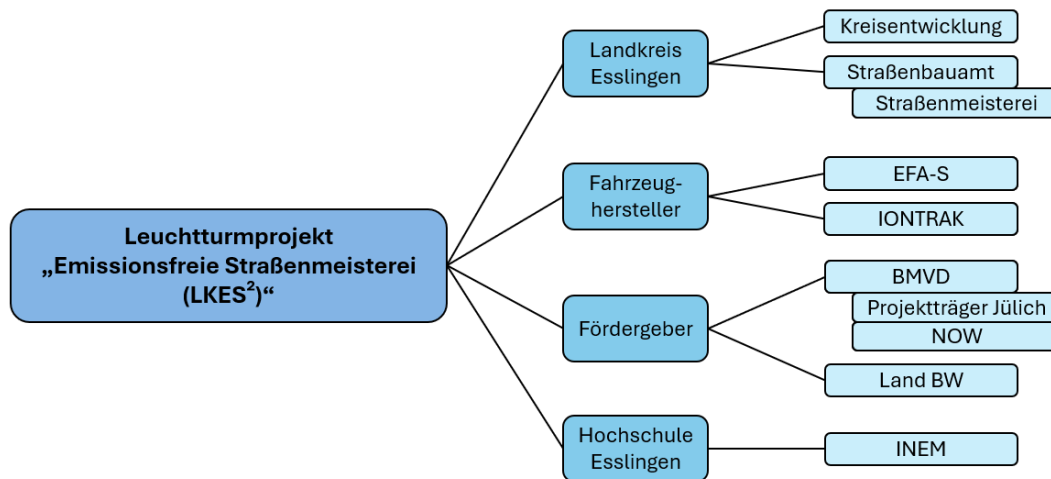 Leuchtturmprojekt
„Emissionsfreie Straßenmeisterei
(LKES²)“
Landkreis
Esslingen
Kreisentwicklung
Straßenbauamt
Straßenmeisterei
Fahrzeug-
hersteller
EFA-S
IONTRAK
Fördergeber
BMVD
Projektträger Jülich
NOW
Land BW
Hochschule
Esslingen
INEM